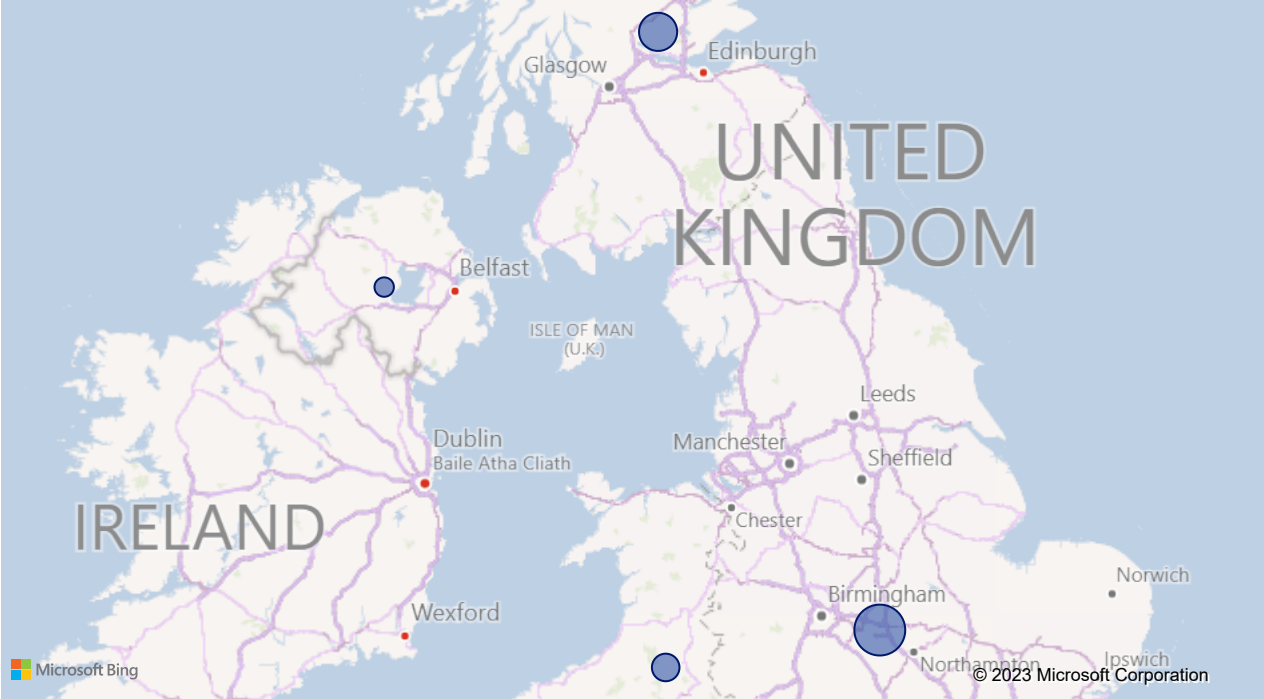 Edinburgh
Glasgow
UNITED
KINGDOM
Belfast
ISLE OF MAN
(U.K.)
Leeds
Dublin
Manchester
Baile Atha Cliath
Sheffield
IRELAND
Chester
Norwich
Birmingham
Wexford
Ipswich
Northampton
Microsoft Bing
© 2023 Microsoft Corporation